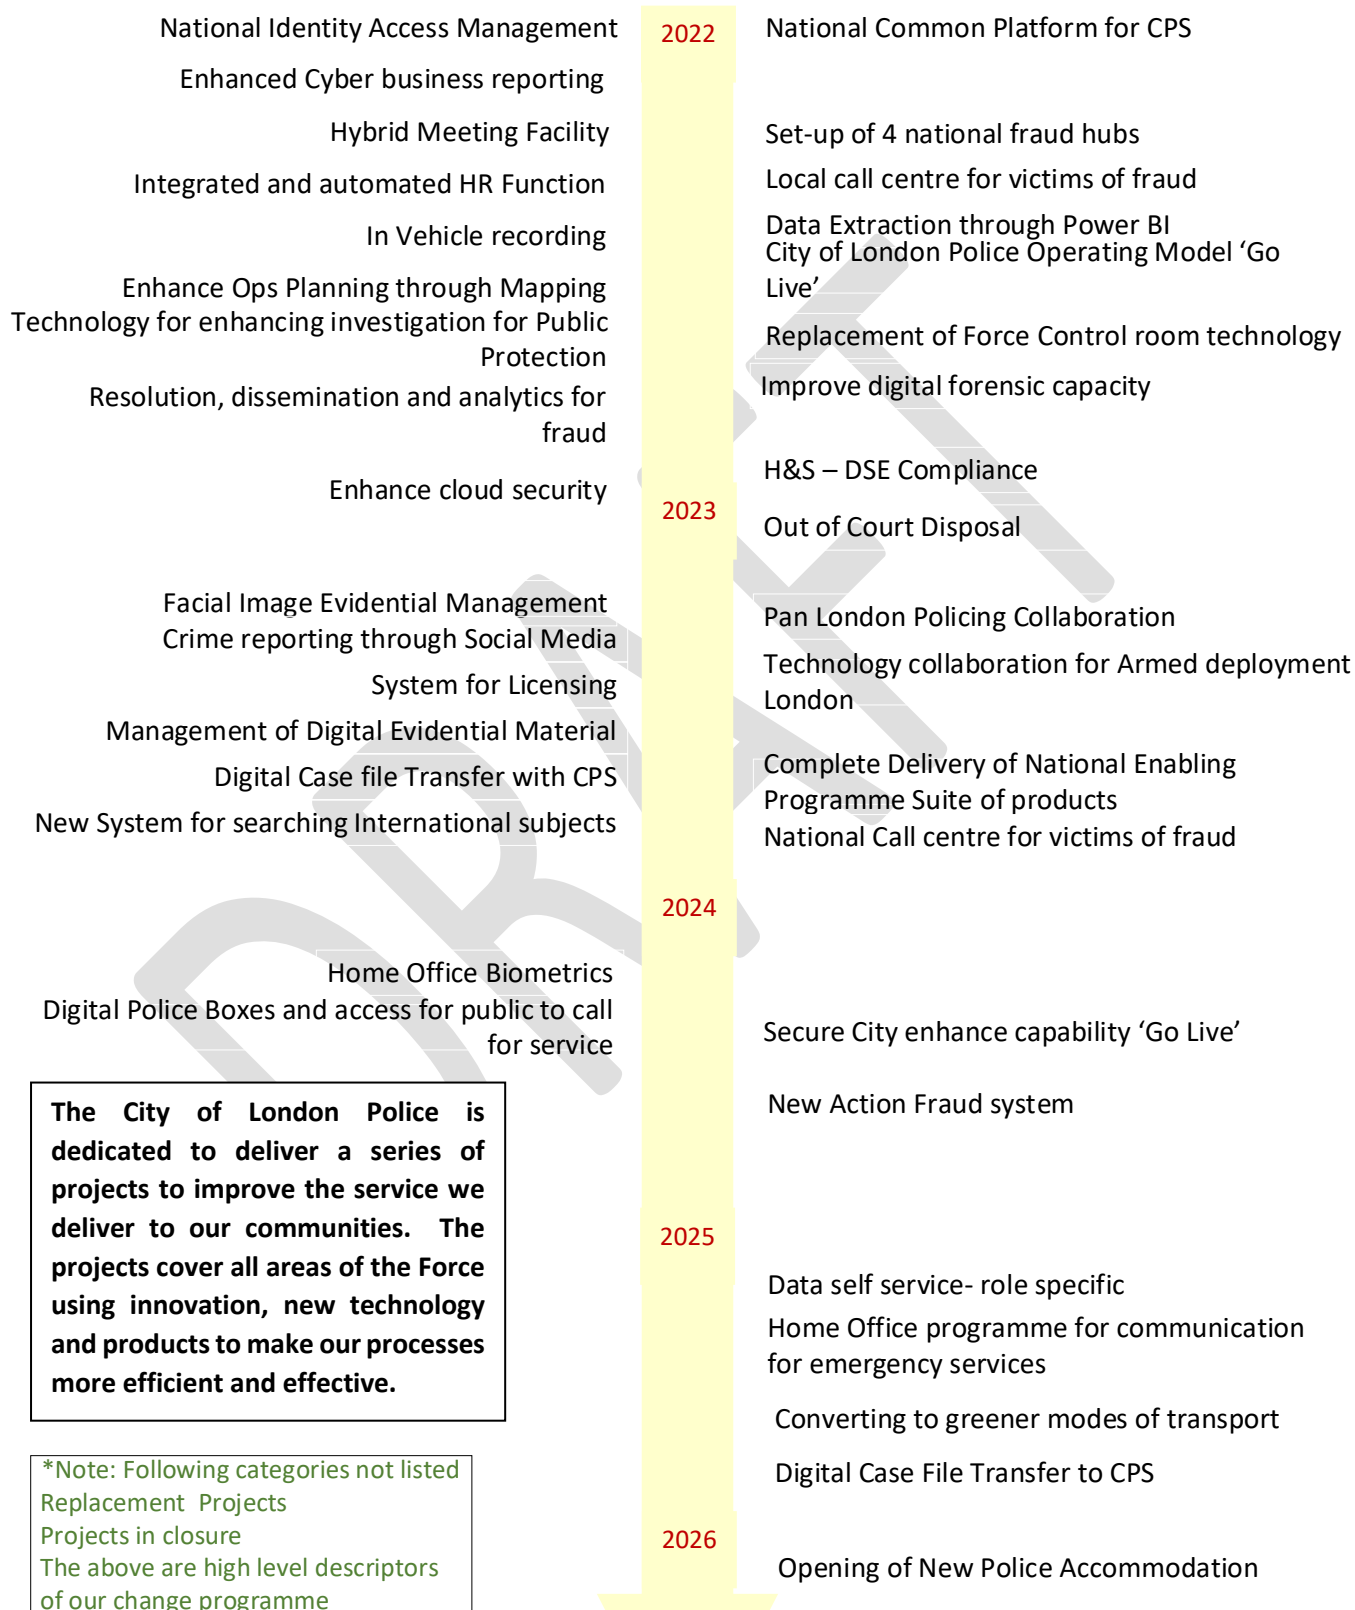 National Identity Access Management
2022
National Common Platform for CPS
Enhanced Cyber business reporting
Hybrid Meeting Facility
Set-up of 4 national fraud hubs
Integrated and automated HR Function
Local call centre for victims of fraud
In Vehicle recording
Data Extraction through Power BI
City of London Police Operating Model ‘Go
Live’
Enhance Ops Planning through Mapping
Technology for enhancing investigation for Public
Protection
Replacement of Force Control room technology
Improve digital forensic capacity
Resolution, dissemination and analytics for
fraud
H&S – DSE Compliance
Enhance cloud security
2023
Out of Court Disposal
Facial Image Evidential Management
Crime reporting through Social Media
Pan London Policing Collaboration
System for Licensing
Technology collaboration for Armed deployment
London
Management of Digital Evidential Material
Digital Case file Transfer with CPS
Complete Delivery of National Enabling
Programme Suite of products
New System for searching International subjects
National Call centre for victims of fraud
2024
Home Office Biometrics
Digital Police Boxes and access for public to call
for service
Secure City enhance capability ‘Go Live’
New Action Fraud system
The City of London Police is
dedicated to deliver a series of
projects to improve the service we
deliver to our communities. The
projects cover all areas of the Force
using innovation, new technology
and products to make our processes
more efficient and effective.
2025
Data self service- role specific
Home Office programme for communication
for emergency services
Converting to greener modes of transport
Digital Case File Transfer to CPS
*Note: Following categories not listed
Replacement Projects
Projects in closure
The above are high level descriptors
of our change programme
2026
Opening of New Police Accommodation
DRAFT